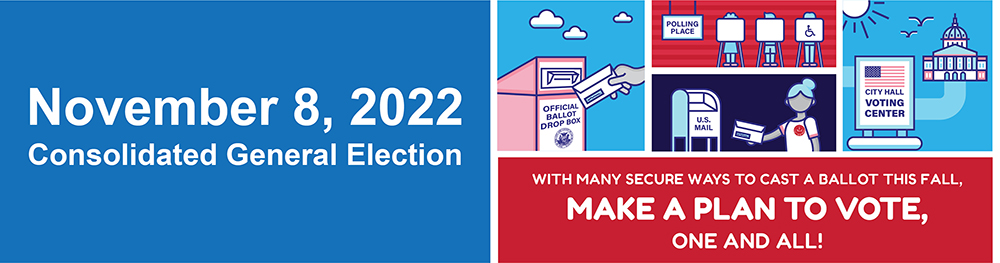 November 8, 2022
Consolidated General Election
OFFICIAL
BALLOT
DROP BOX
POLLING
PLACE
U.S.
MAIL
CITY HALL
VOTING
CENTER
WITH MANY SECURE WAYS TO CAST A BALLOT THIS FALL,
MAKE A PLAN TO VOTE,
ONE AND ALL!